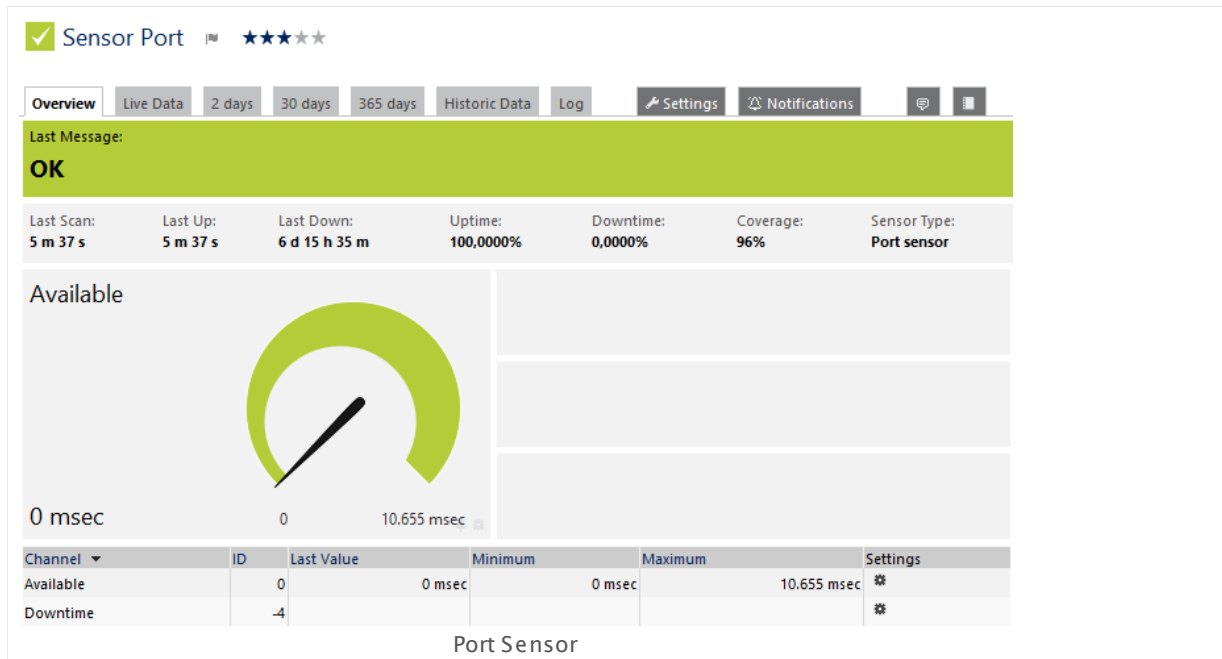 Sensor Port
Overview Live Data 2 days 30 days 365 days Historic Data Log Settings Notifications
Last Message:
OK
Last Scan: Last Up: Last Down: Uptime: Downtime: Coverage: Sensor Type:
5 m 37 s 5 m 37 s 6 d 15 h 35 m 100,0000% 0,0000% 96% Port sensor
Available
0 msec 0 10.655 msec
Channel ID Last Value Minimum Maximum Settings
Available 0 0 msec 0 msec 10.655 msec
Downtime -4
Port Sensor